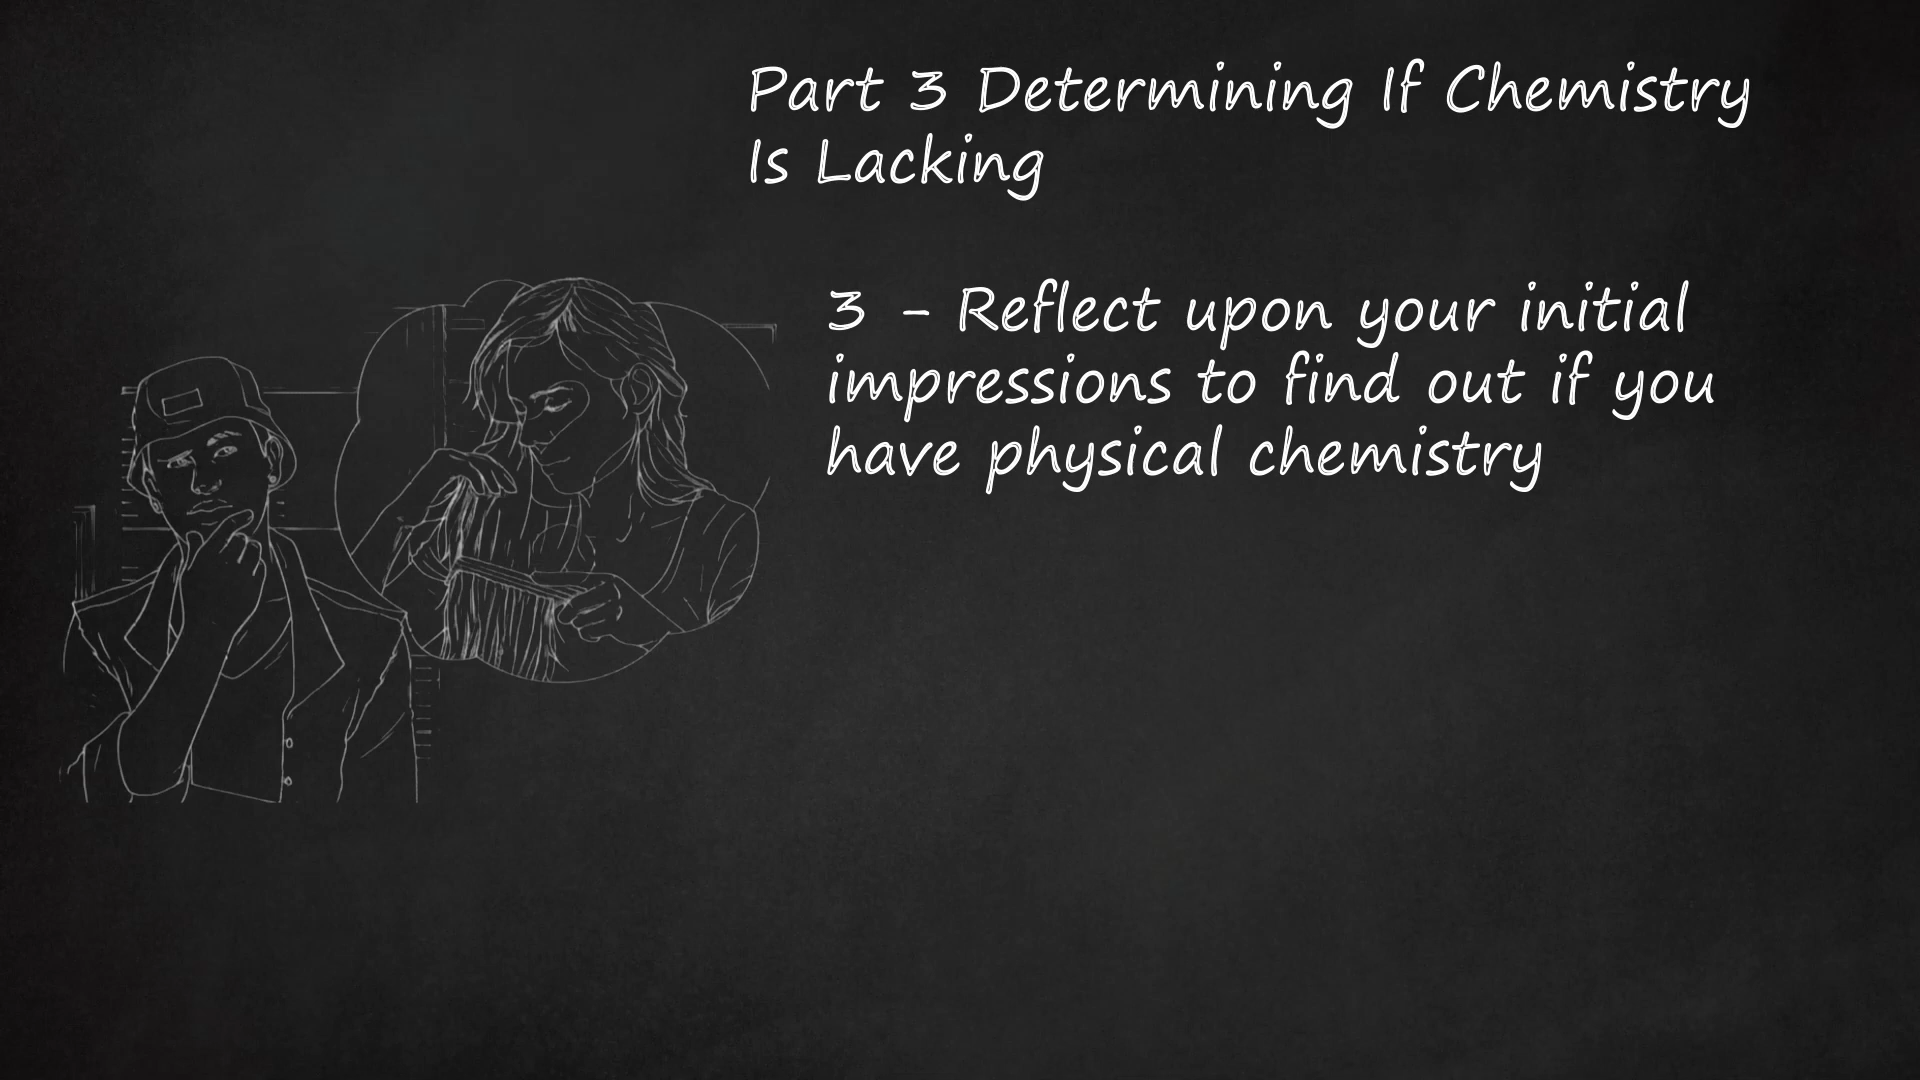 Part 3 Determining If Chemistry
Is Lacking
3 - Reflect upon your initial
impressions to find out if you
have physical chemistry